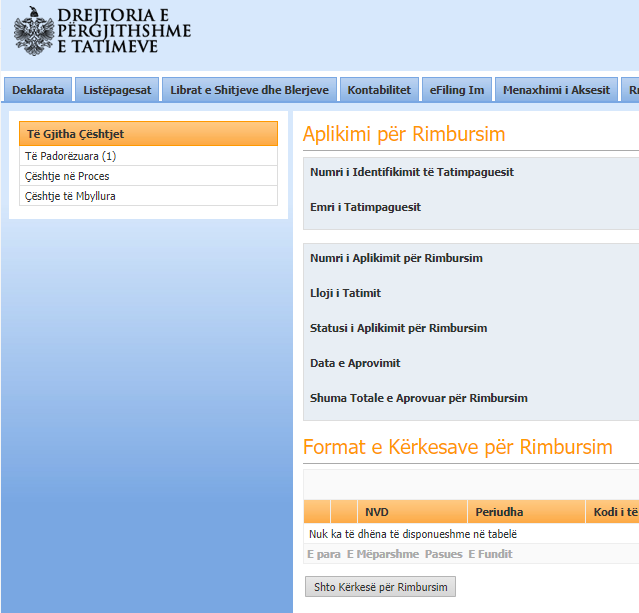 DREJTORIA E
PËRGJITHSHME
E TATIMEVE
Deklarata Listëpagesat Librat e Shitjeve dhe Blerjeve Kontabilitet eFiling Im Menaxhimi i Aksesit
Të Gjitha Çështjet
Të Padorëzuara (1)
Çështje në Proces
Çështje të Mbyllura
Aplikimi për Rimbursim
Numri i Identifikimit të Tatimpaguesit
Emri i Tatimpaguesit
Numri i Aplikimit për Rimbursim
Lloji i Tatimit
Statusi i Aplikimit për Rimbursim
Data e Aprovimit
Shuma Totale e Aprovuar për Rimbursim
Format e Kërkesave për Rimbursim
NVD Periudha Kodi i të
Nuk ka të dhëna të disponueshme në tabelë
E para E Mëparshme Pasues E Fundit
Shto Kërkesë për Rimbursim